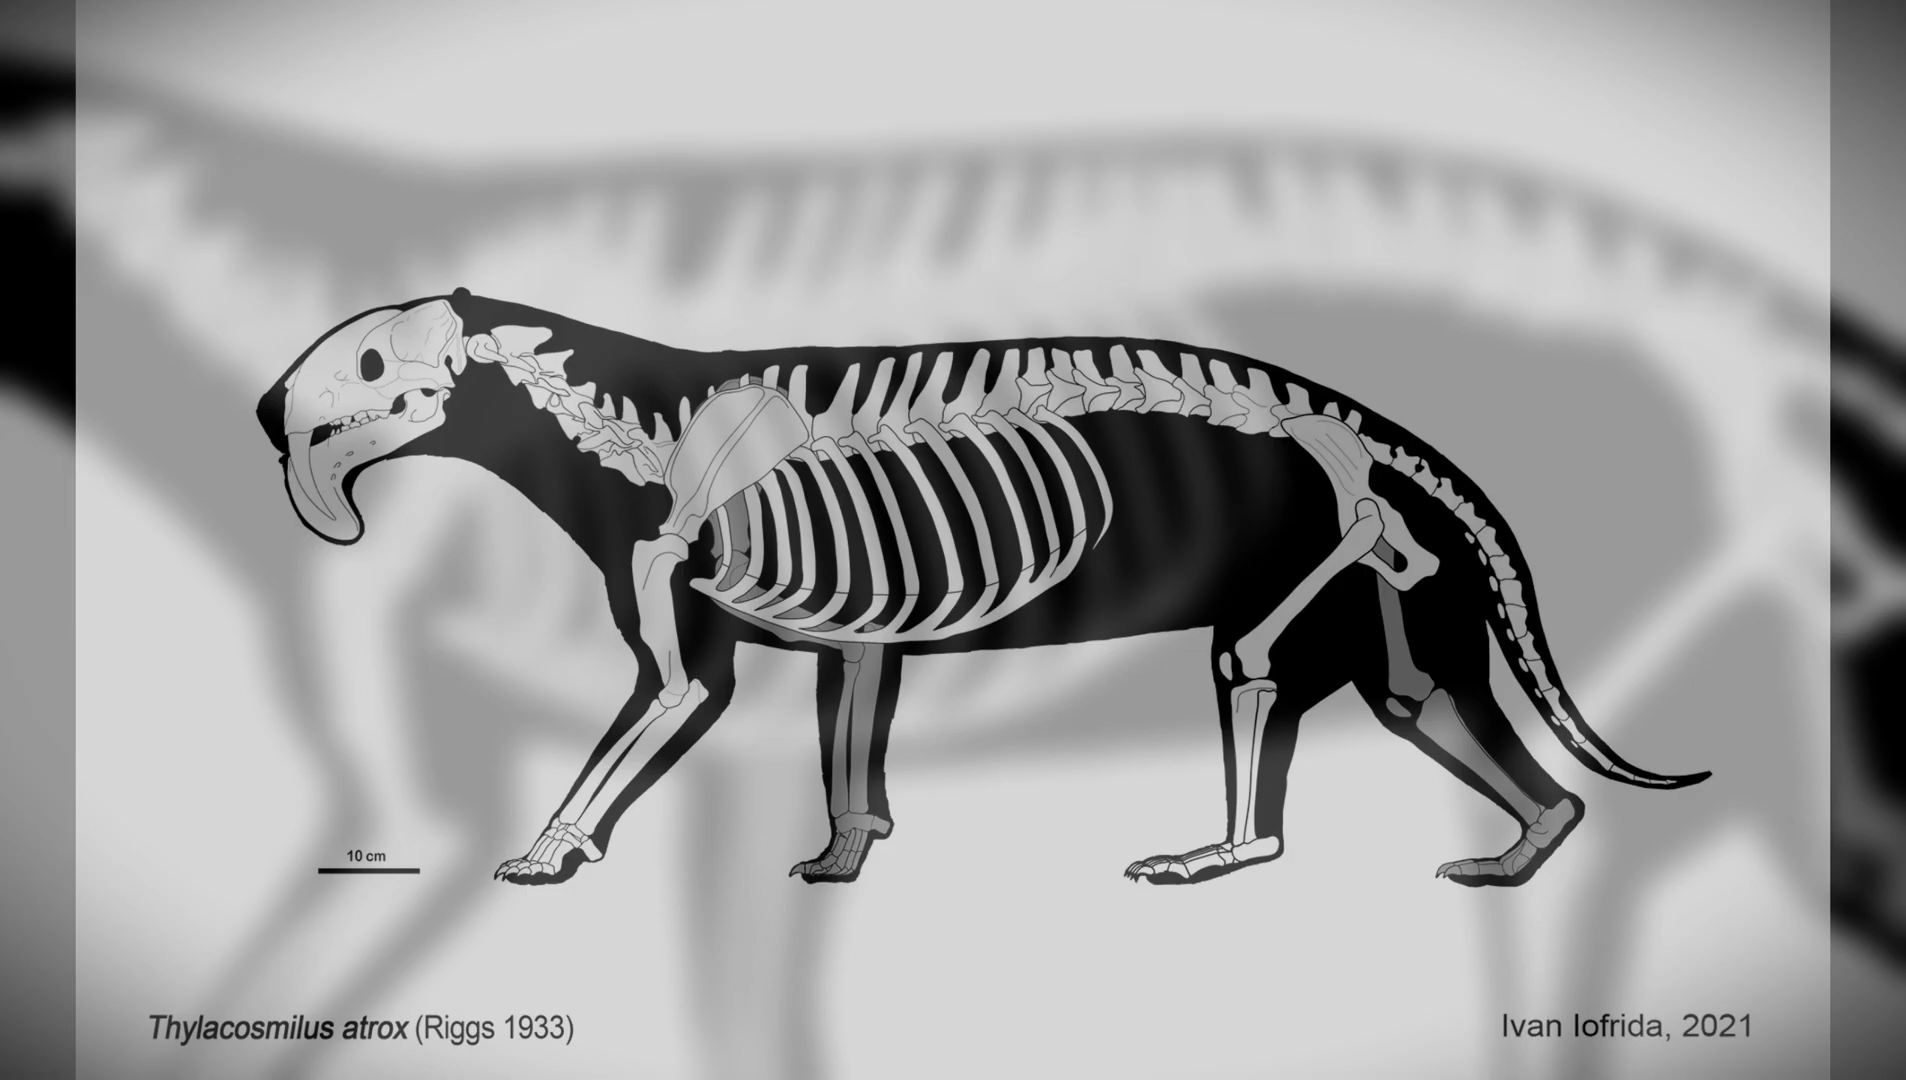 10 cm
Thylacosmilus atrox (Riggs 1933)
Ivan Iofrida, 2021